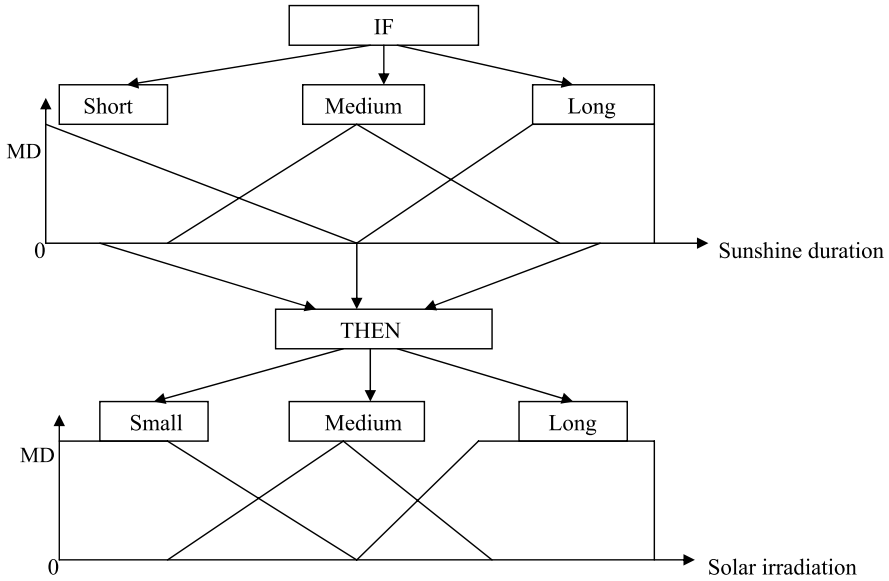 IF
Short
Medium
Long
MD
0
Sunshine duration
THEN
Small
Medium
Long
MD
0
Solar irradiation